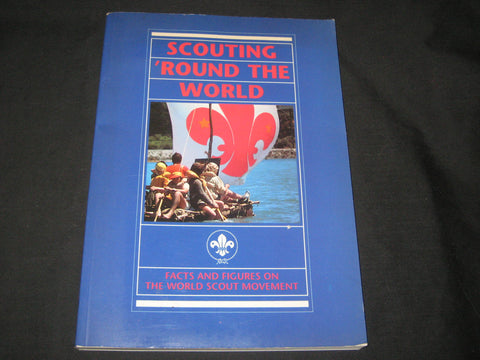 SCOUTING
'ROUND THE
WORLD
FACTS AND FIGURES ON
THE WORLD SCOUT MOVEMENT